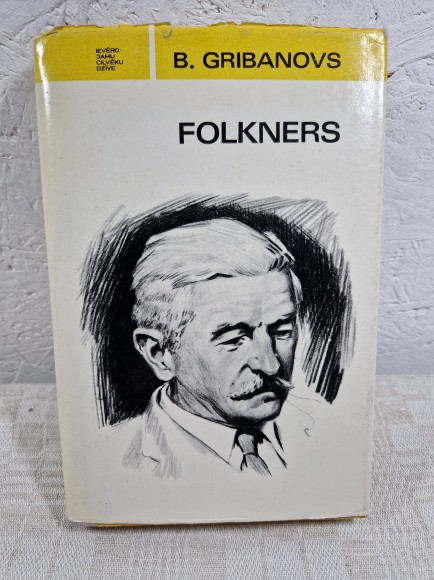 IEVĒRO-
JAMU
CILVĒKU
DZĪVE
B. GRIBANOVS
FOLKNERS